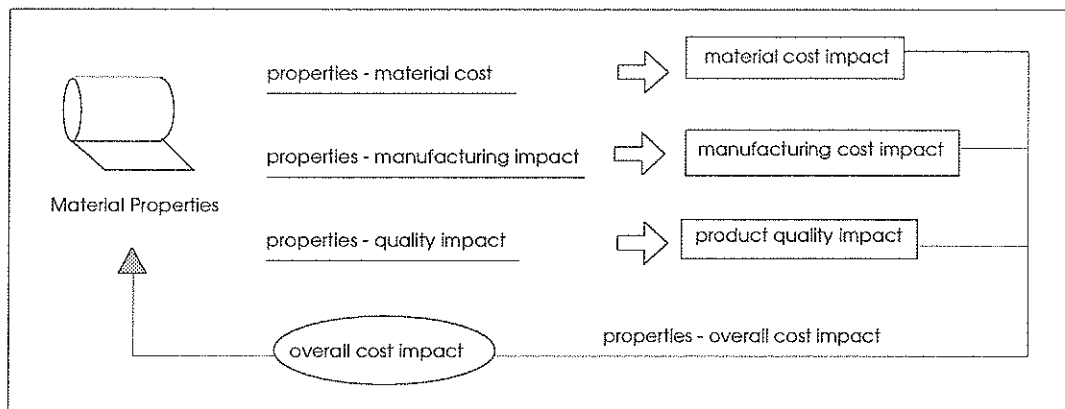 properties - material cost
material cost impact
properties - manufacturing impact
manufacturing cost impact
Material Properties
properties - quality impact
product quality impact
overall cost impact
properties - overall cost impact